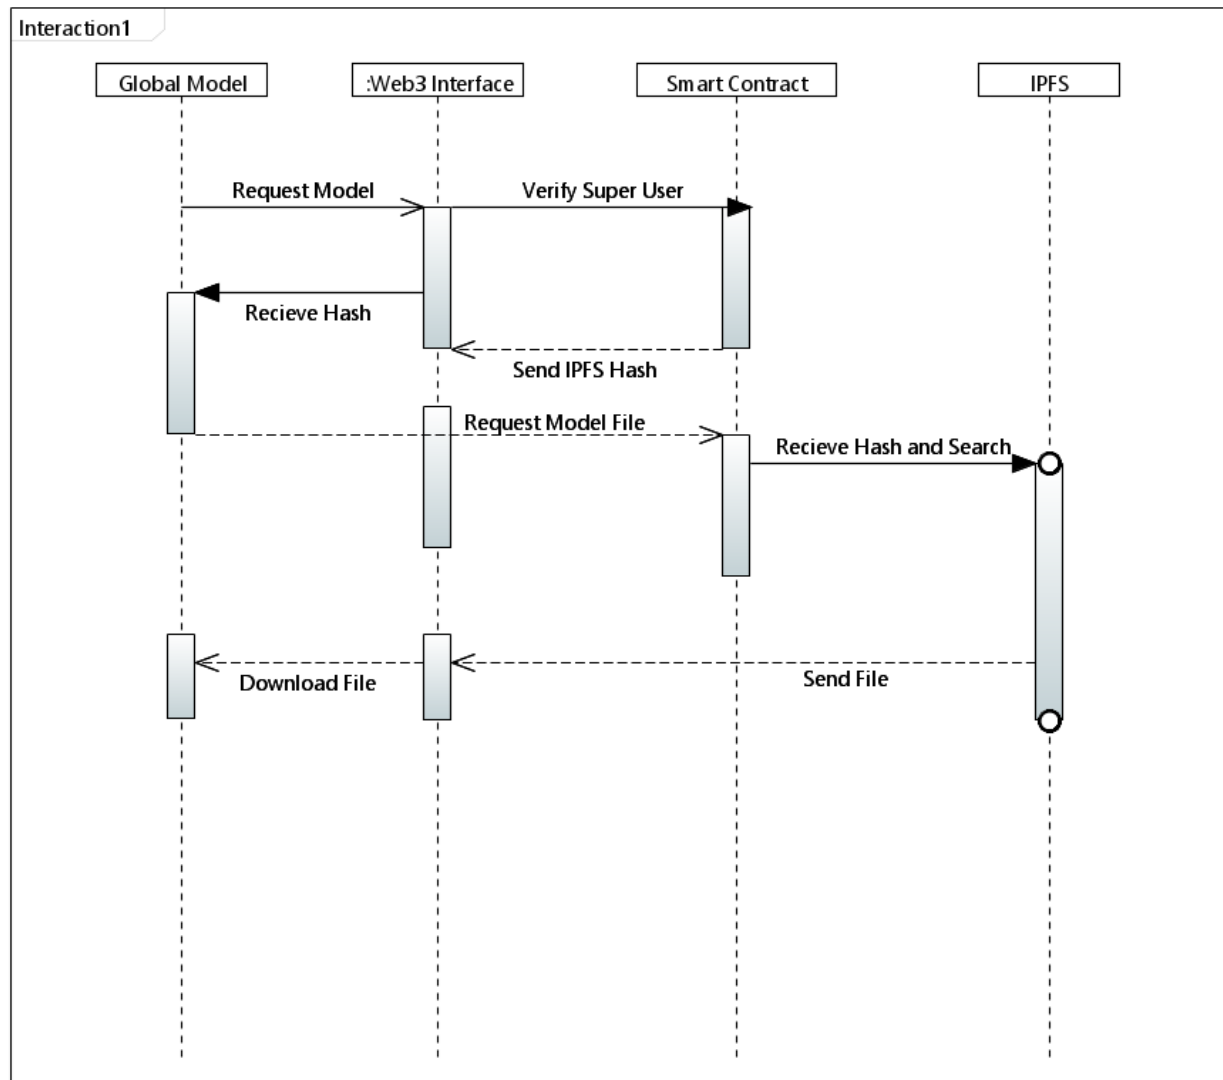 Interaction1
Global Model
:Web3 Interface
Smart Contract
IPFS
Request Model
Verify Super User
Recieve Hash
Send IPFS Hash
Request Model File
Recieve Hash and Search
Download File
Send File